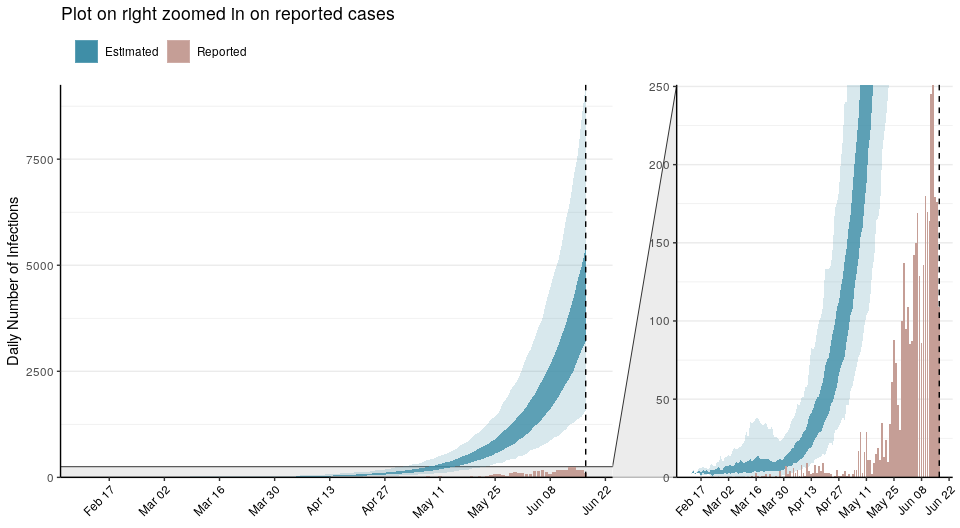 Plot on right zoomed in on reported cases
Estimated Reported
Daily Number of Infections
7500
5000
2500
0
Feb 17 Mar 02 Mar 16 Mar 30 Apr 13 Apr 27 May 11 May 25 Jun 08 Jun 22
250
200
150
100
50
0
Feb 17 Mar 02 Mar 16 Mar 30 Apr 13 Apr 27 May 11 May 25 Jun 08 Jun 22